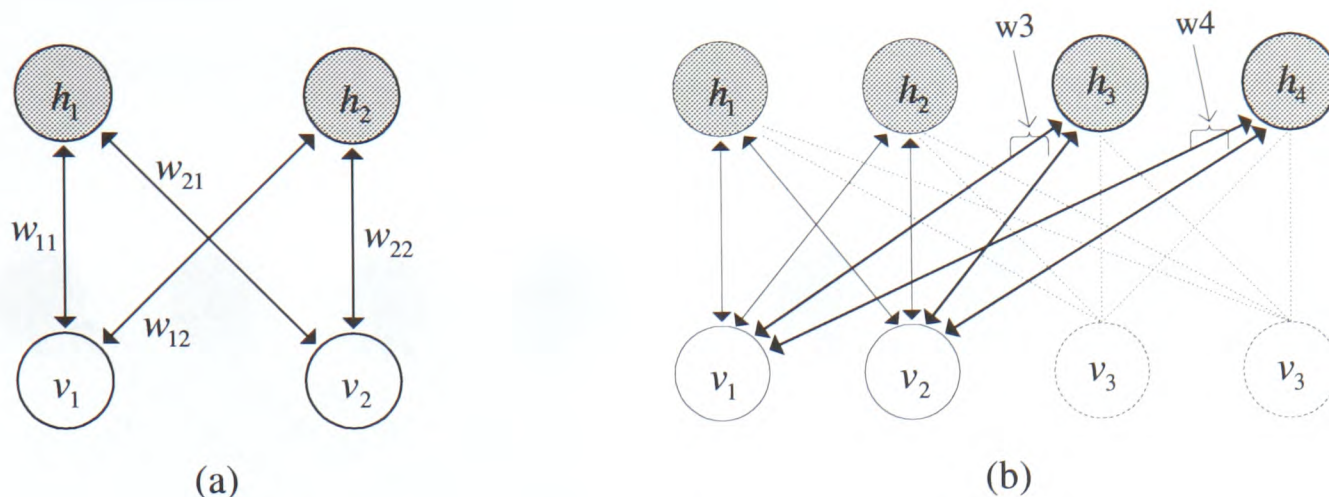 w3 w4
h₁ h₂ h₁ h₂ h₃ h₄
w₂₁
w₁₁ w₂₂
w₁₂
v₁ v₂ v₁ v₂ v₃ v₃
(a) (b)